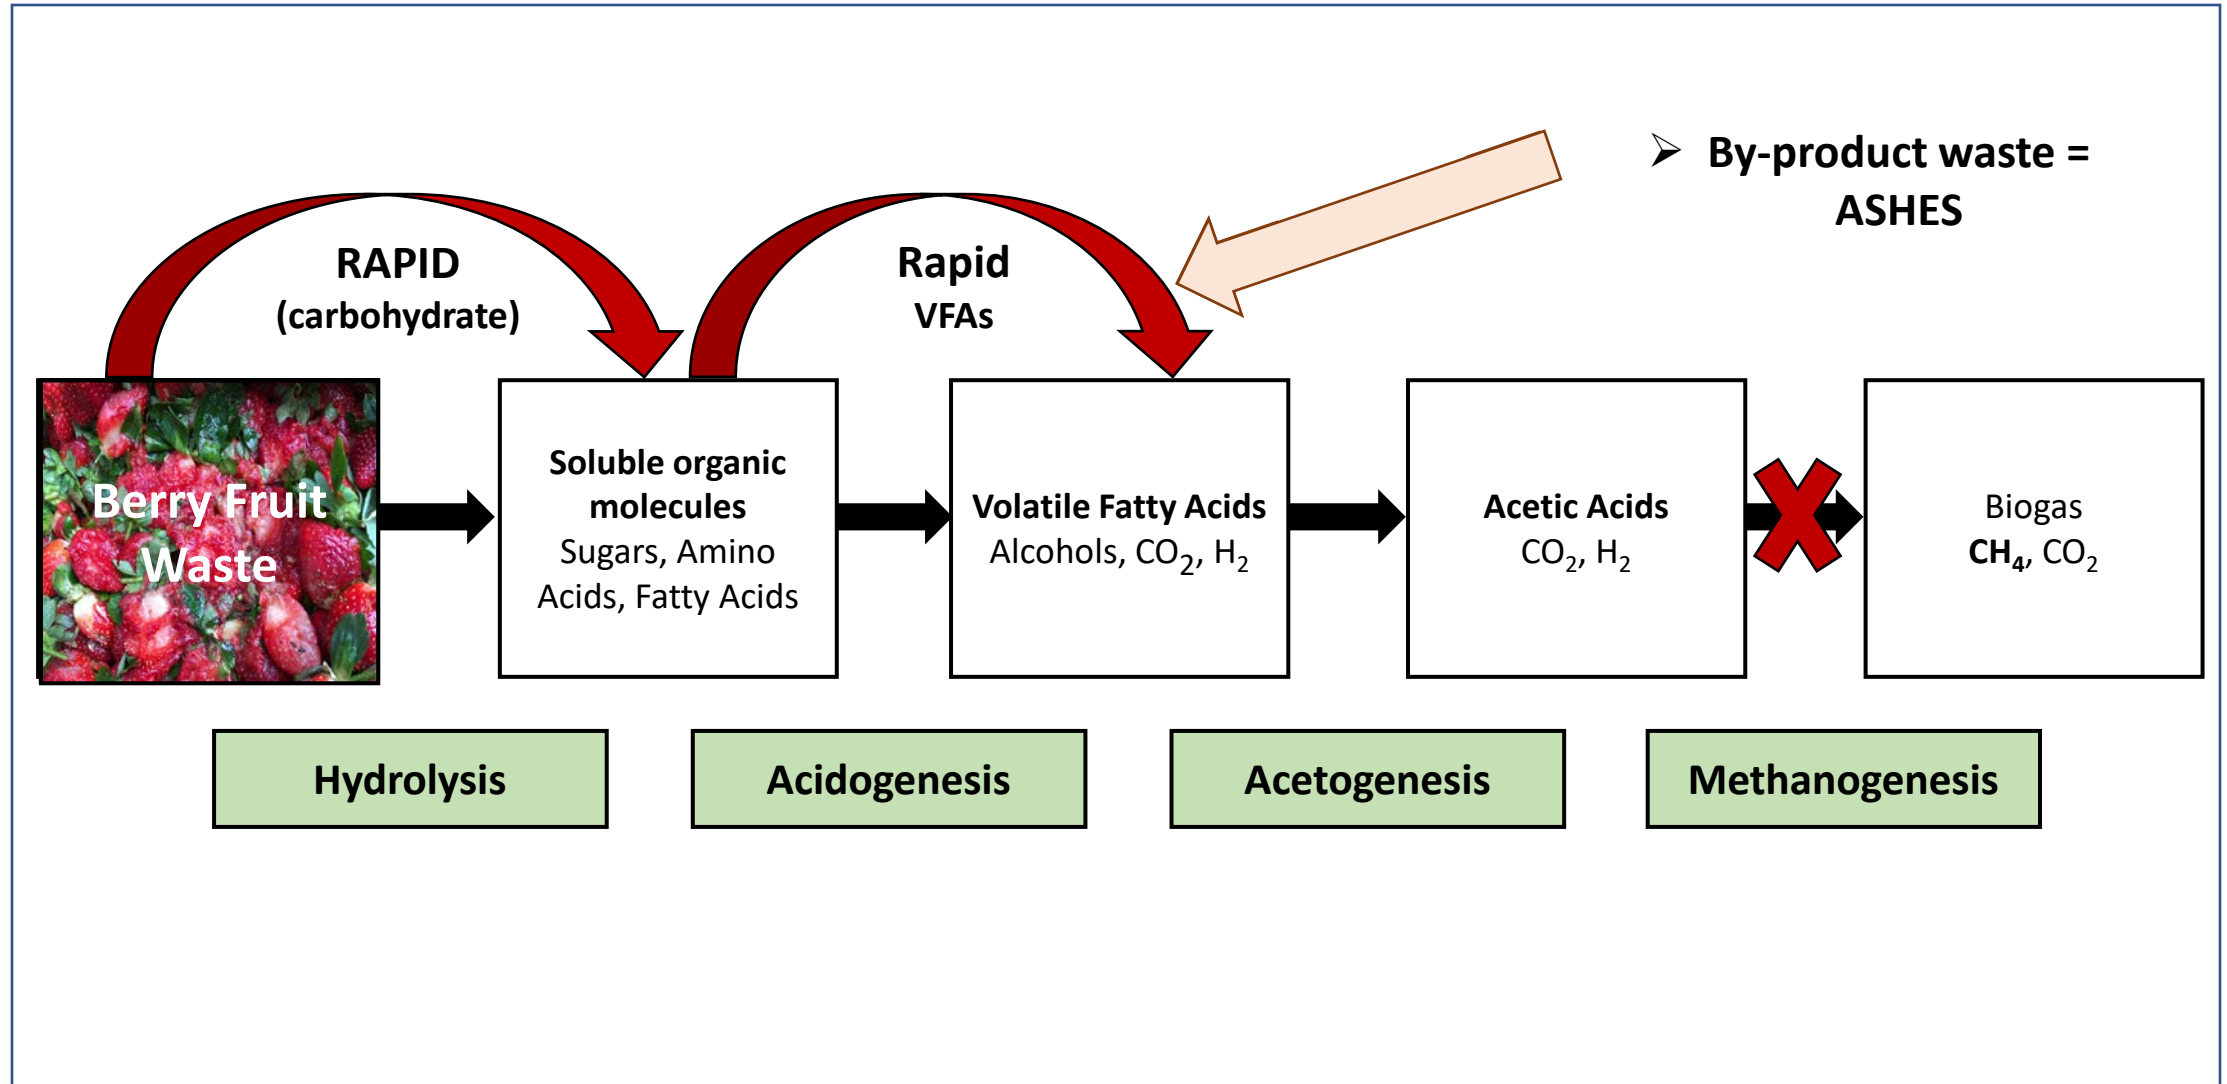 ➢ By-product waste =
ASHES
RAPID
(carbohydrate)
Rapid
VFAs
Berry Fruit
Waste
Soluble organic
molecules
Sugars, Amino
Acids, Fatty Acids
Volatile Fatty Acids
Alcohols, CO₂, H₂
Acetic Acids
CO₂, H₂
Biogas
CH₄, CO₂
Hydrolysis
Acidogenesis
Acetogenesis
Methanogenesis